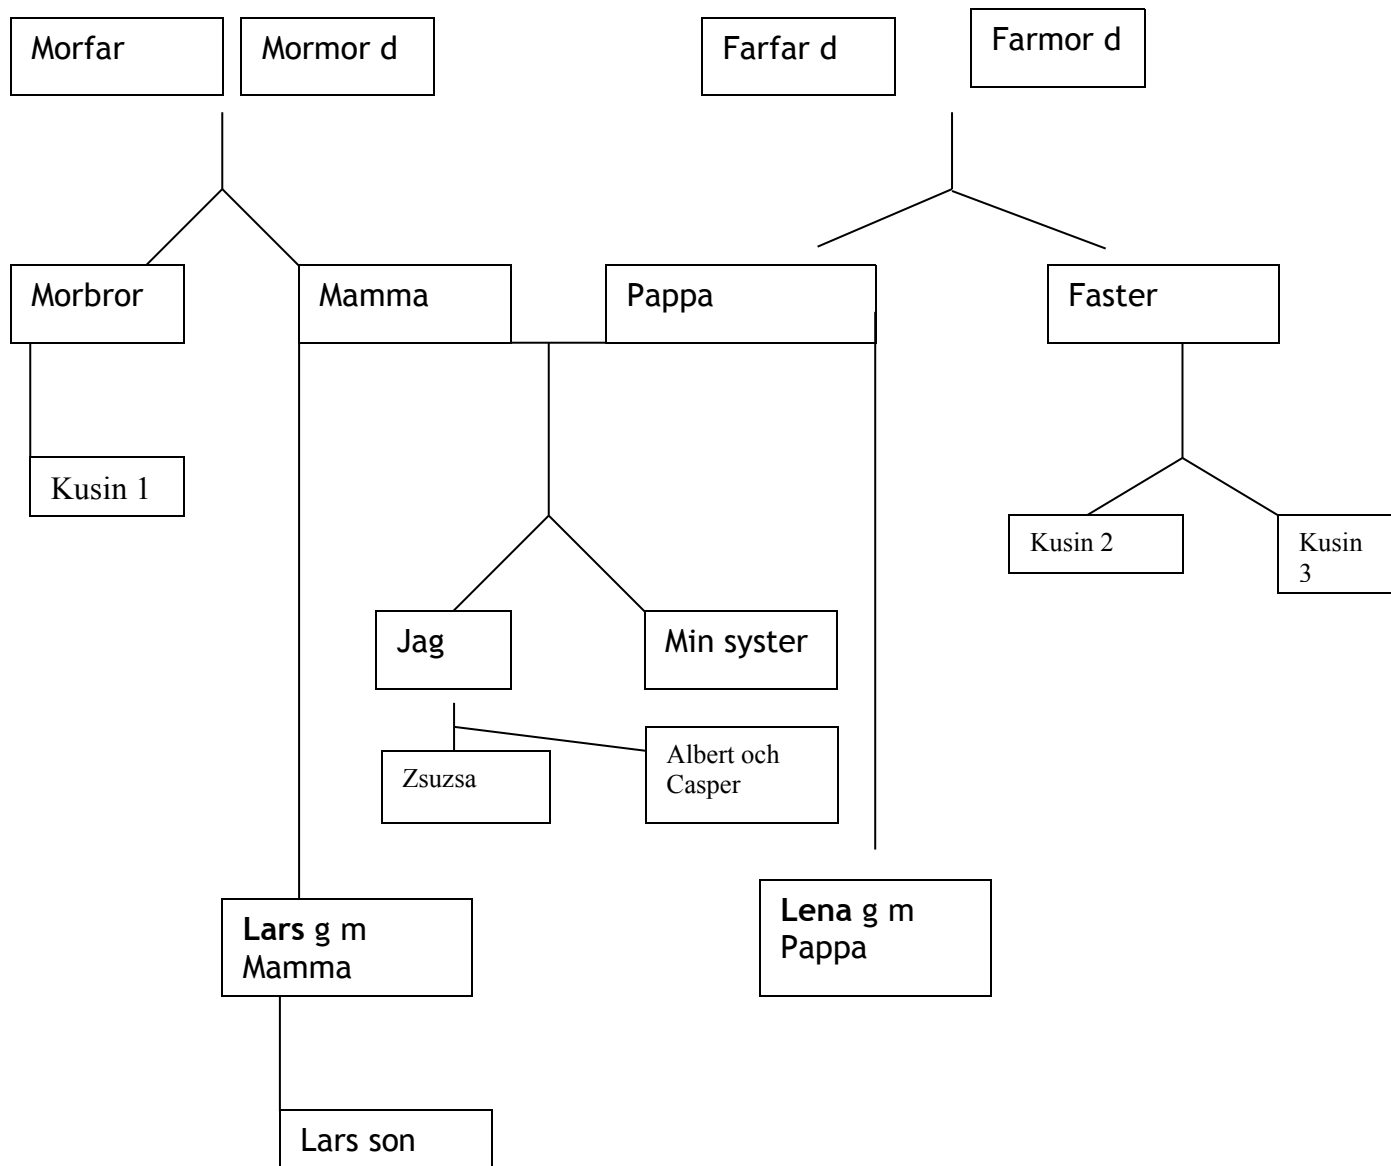 Morfar
Mormor d
Farfar d
Farmor d
Morbror
Mamma
Pappa
Faster
Kusin 1
Kusin 2
Kusin
3
Jag
Min syster
Zsuzsa
Albert och
Casper
Lars g m
Mamma
Lena g m
Pappa
Lars son